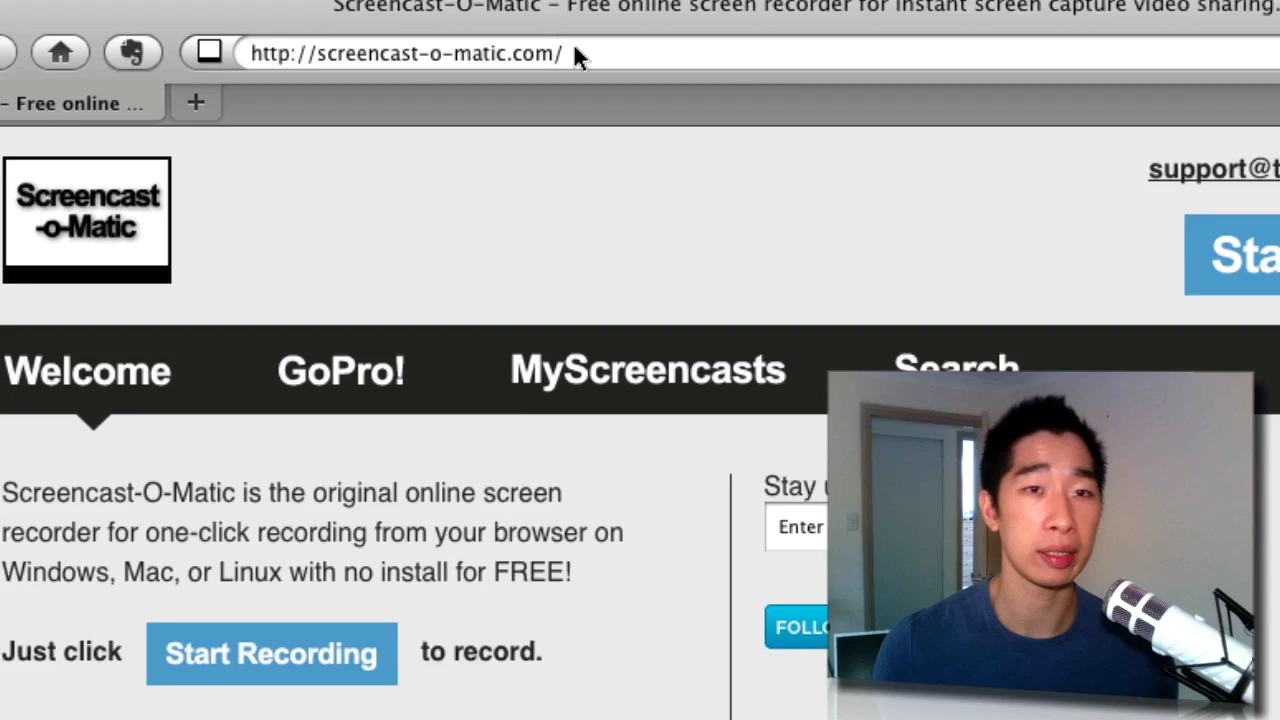 Screencast-O-Matic – Free online screen recorder for instant screen capture video sharing.
http://screencast-o-matic.com/
– Free online ...
+
Screencast
-o-Matic
support@t
Sta
Welcome
GoPro!
MyScreencasts
Search
Screencast-O-Matic is the original online screen
recorder for one-click recording from your browser on
Windows, Mac, or Linux with no install for FREE!
Just click
Start Recording
to record.
Stay
Enter
FOLLO